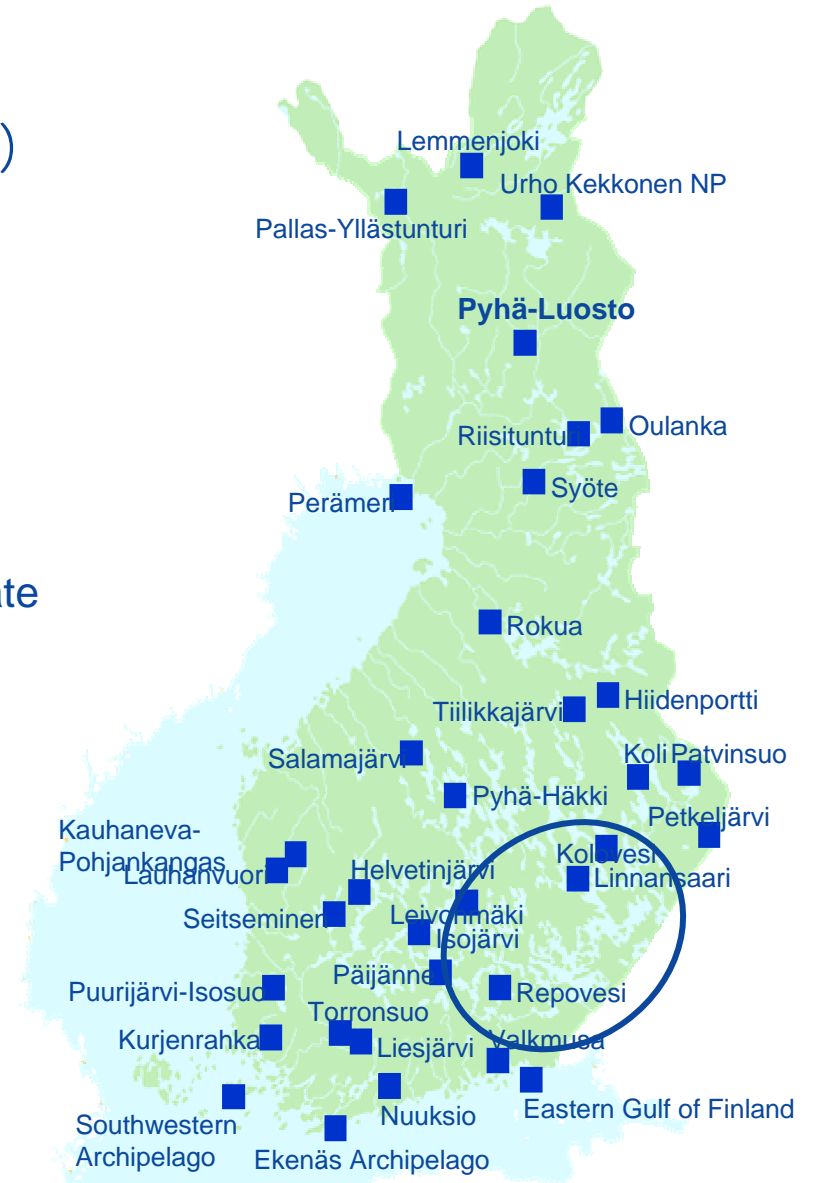 )
Lemmenjoki
Urho Kekkonen NP
Pallas-Yllästunturi
Pyhä-Luosto
Oulanka
Riisitunturi
Syöte
Perämeri
ate
Rokua
Hiidenportti
Tiilikkajärvi
Koli Patvinsuo
Salamajärvi
Pyhä-Häkki
Petkeljärvi
Kauhaneva-
Pohjankangas
Kolovesi
Lauhanvuori
Helvetinjärvi
Linnansaari
Seitseminen
Leivonmäki
Isojärvi
Päijänne
Puurijärvi-Isosuo
Repovesi
Torronsuo
Kurjenrahka
Liesjärvi
Valkmusa
Eastern Gulf of Finland
Nuuksio
Southwestern
Archipelago
Ekenäs Archipelago